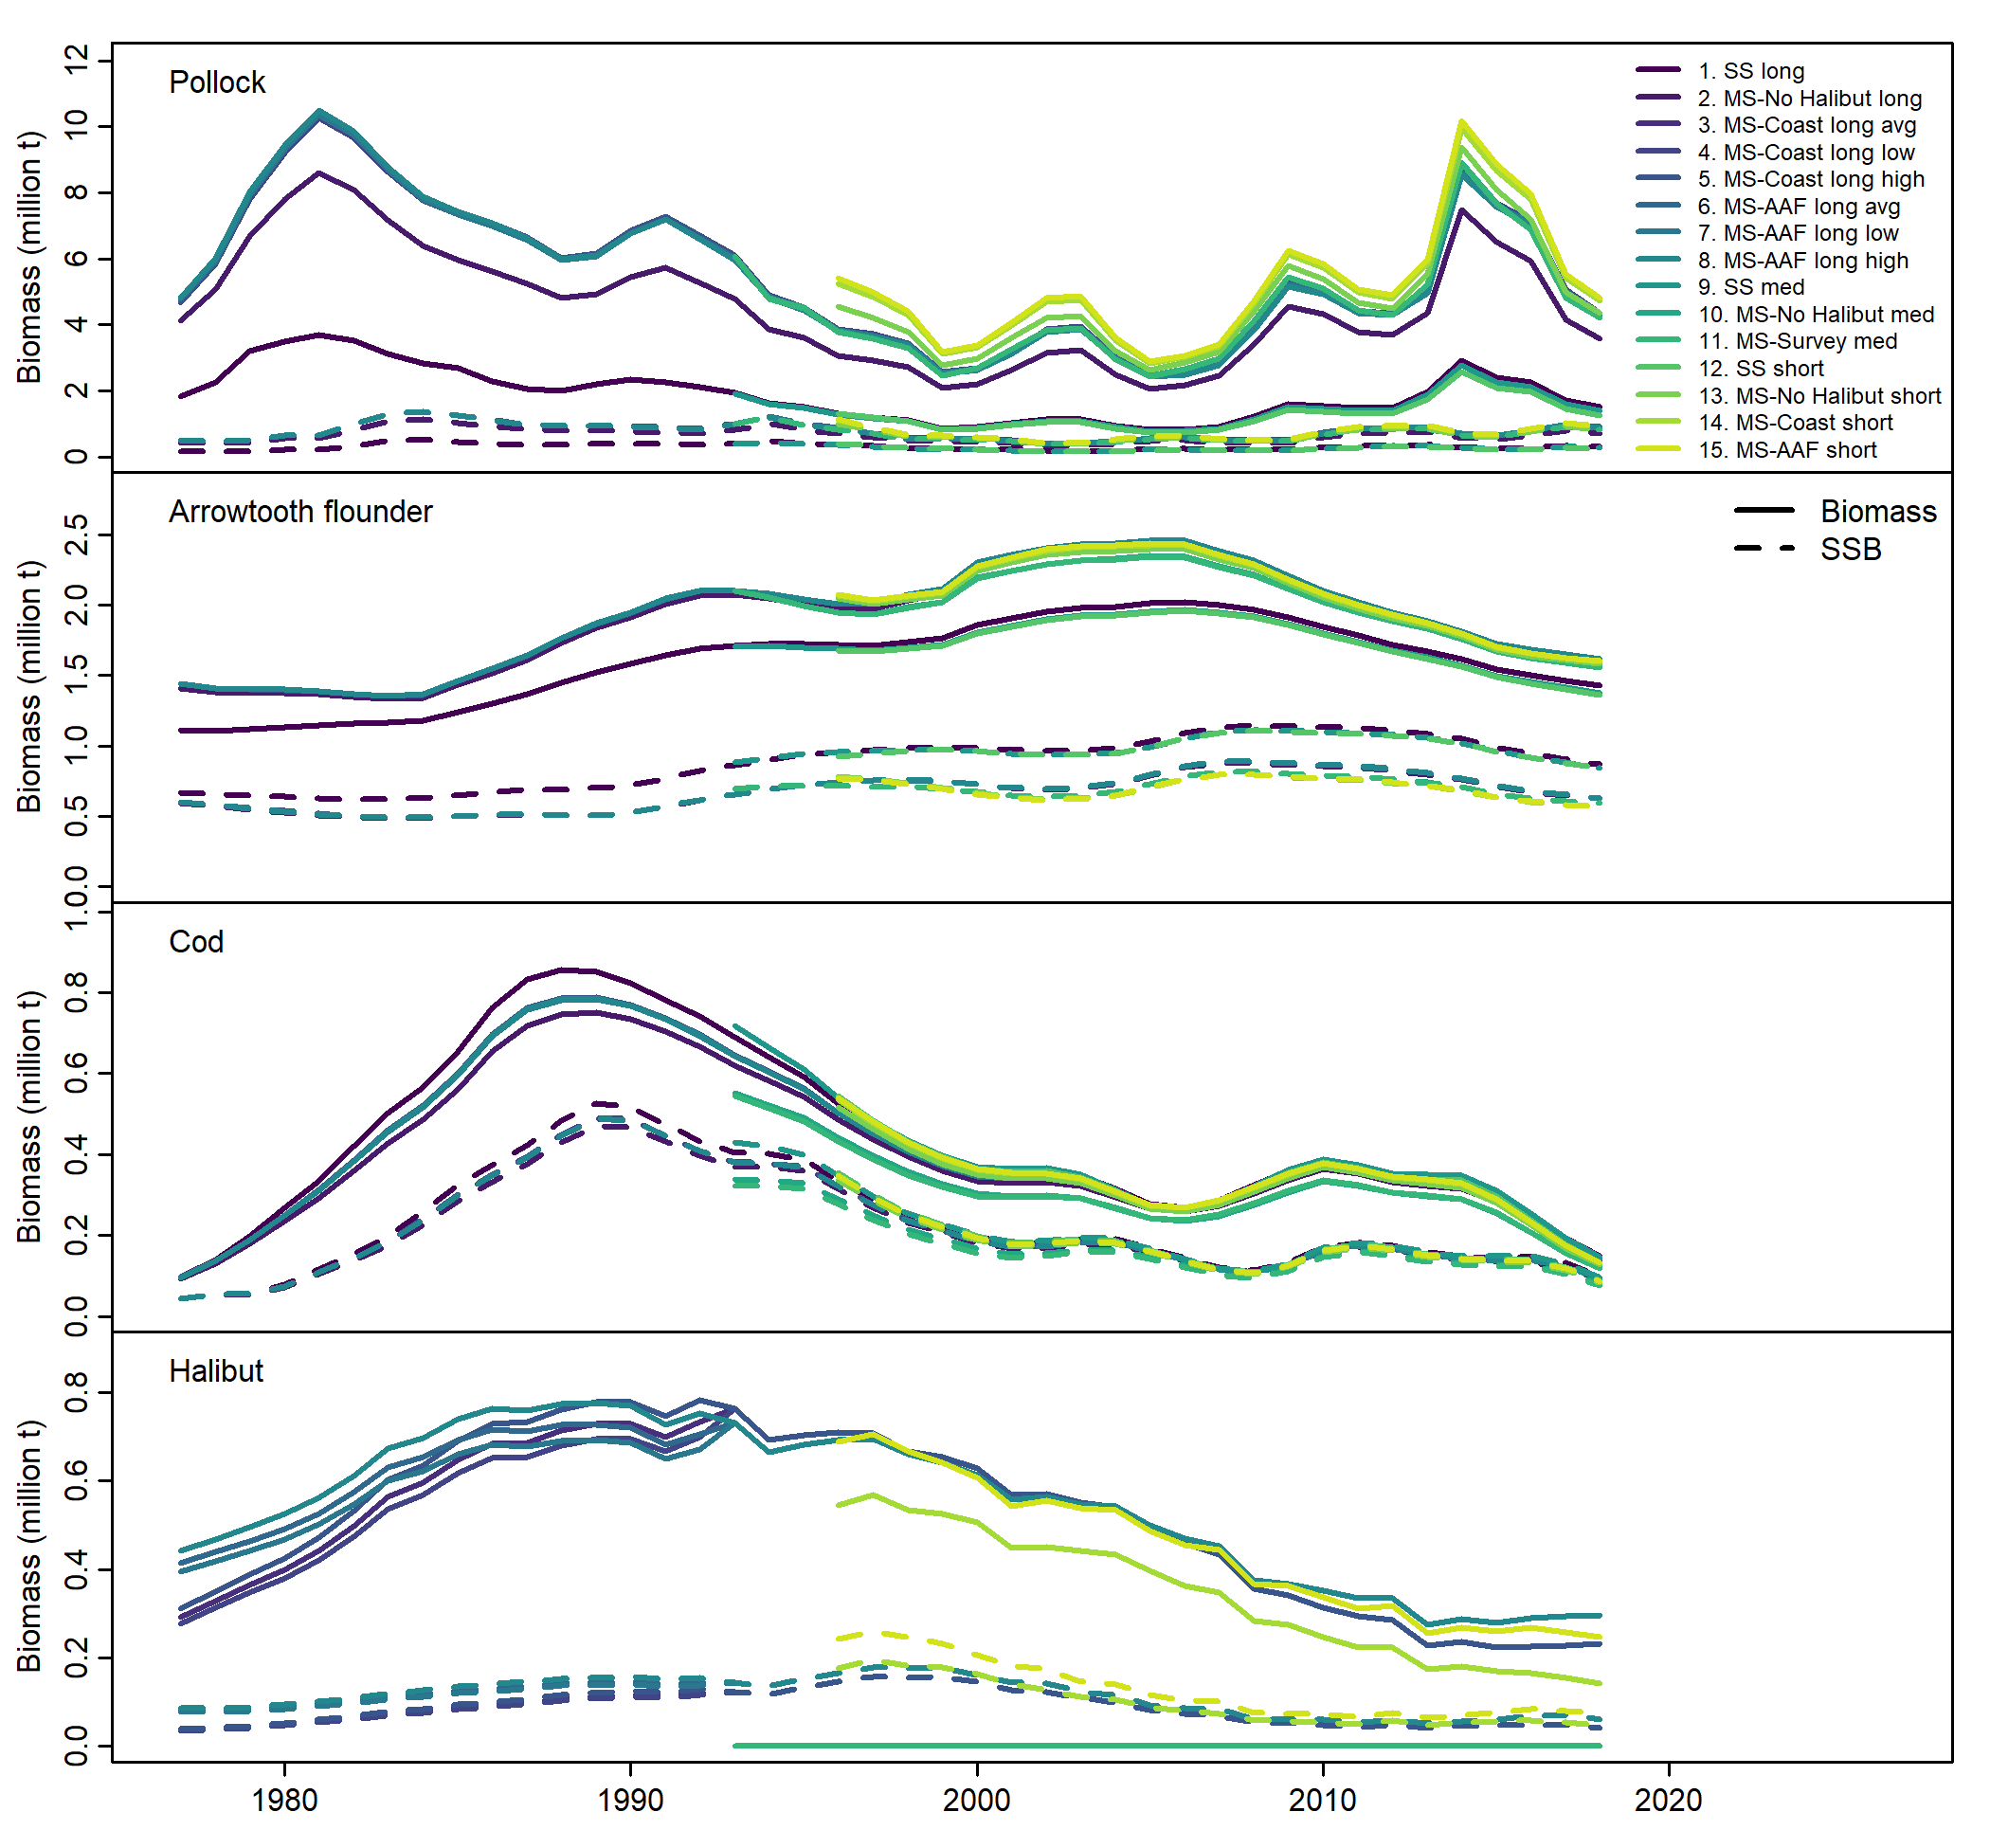 Pollock
Biomass (million t)
12
10
8
6
4
2
0
1. SS long
2. MS-No Halibut long
3. MS-Coast long avg
4. MS-Coast long low
5. MS-Coast long high
6. MS-AAF long avg
7. MS-AAF long low
8. MS-AAF long high
9. SS med
10. MS-No Halibut med
11. MS-Survey med
12. SS short
13. MS-No Halibut short
14. MS-Coast short
15. MS-AAF short
Arrowtooth flounder
Biomass (million t)
2.5
2.0
1.5
1.0
0.5
0.0
Biomass
SSB
Cod
Biomass (million t)
1.
0.8
0.6
0.4
0.2
0.0
Halibut
Biomass (million t)
0.8
0.6
0.4
0.2
0.0
1980
1990
2000
2010
2020